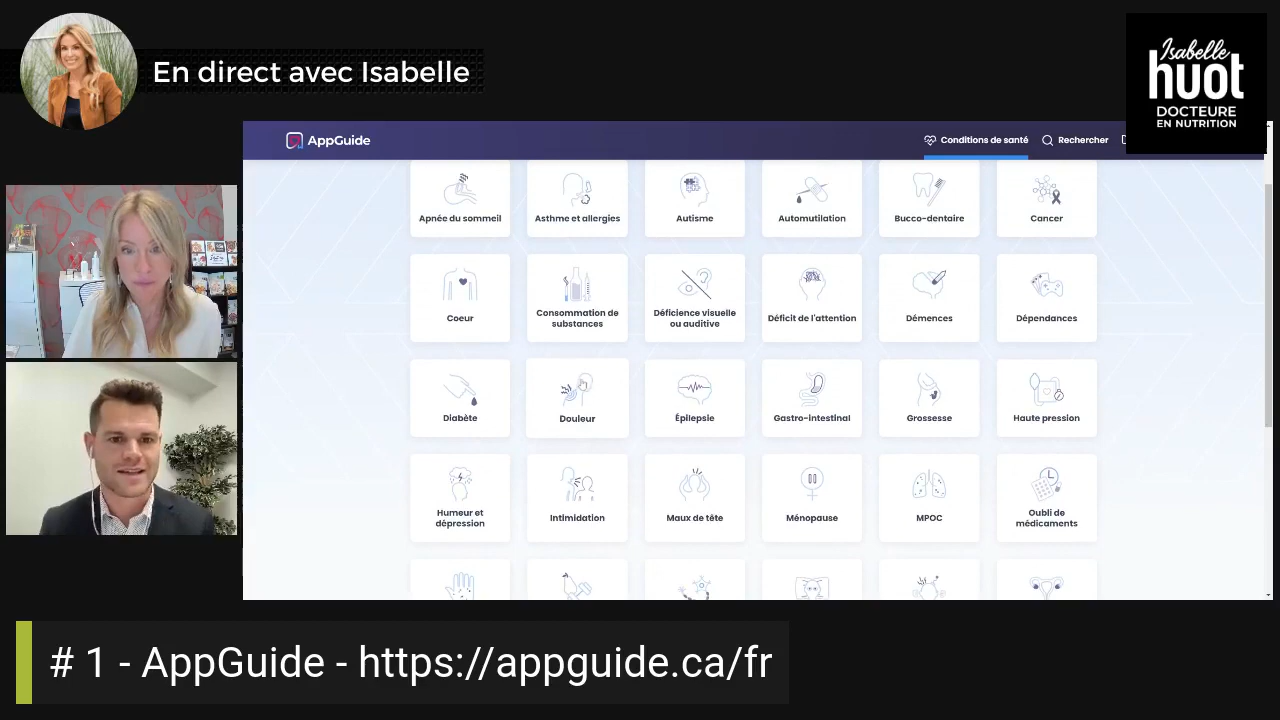 En direct avec Isabelle
Isabelle
huot
DOCTEURE
EN NUTRITION
AppGuide
Conditions de santé
Rechercher
Apnée du sommeil
Asthme et allergies
Autisme
Automutilation
Bucco-dentaire
Cancer
Coeur
Consommation de
substances
Déficience visuelle
ou auditive
Déficit de l'attention
Démences
Dépendances
Diabète
Douleur
Épilepsie
Gastro-intestinal
Grossesse
Haute pression
Humeur et
dépression
Intimidation
Maux de tête
Ménopause
MPOC
Oubli de
médicaments
# 1 - AppGuide - https://appguide.ca/fr